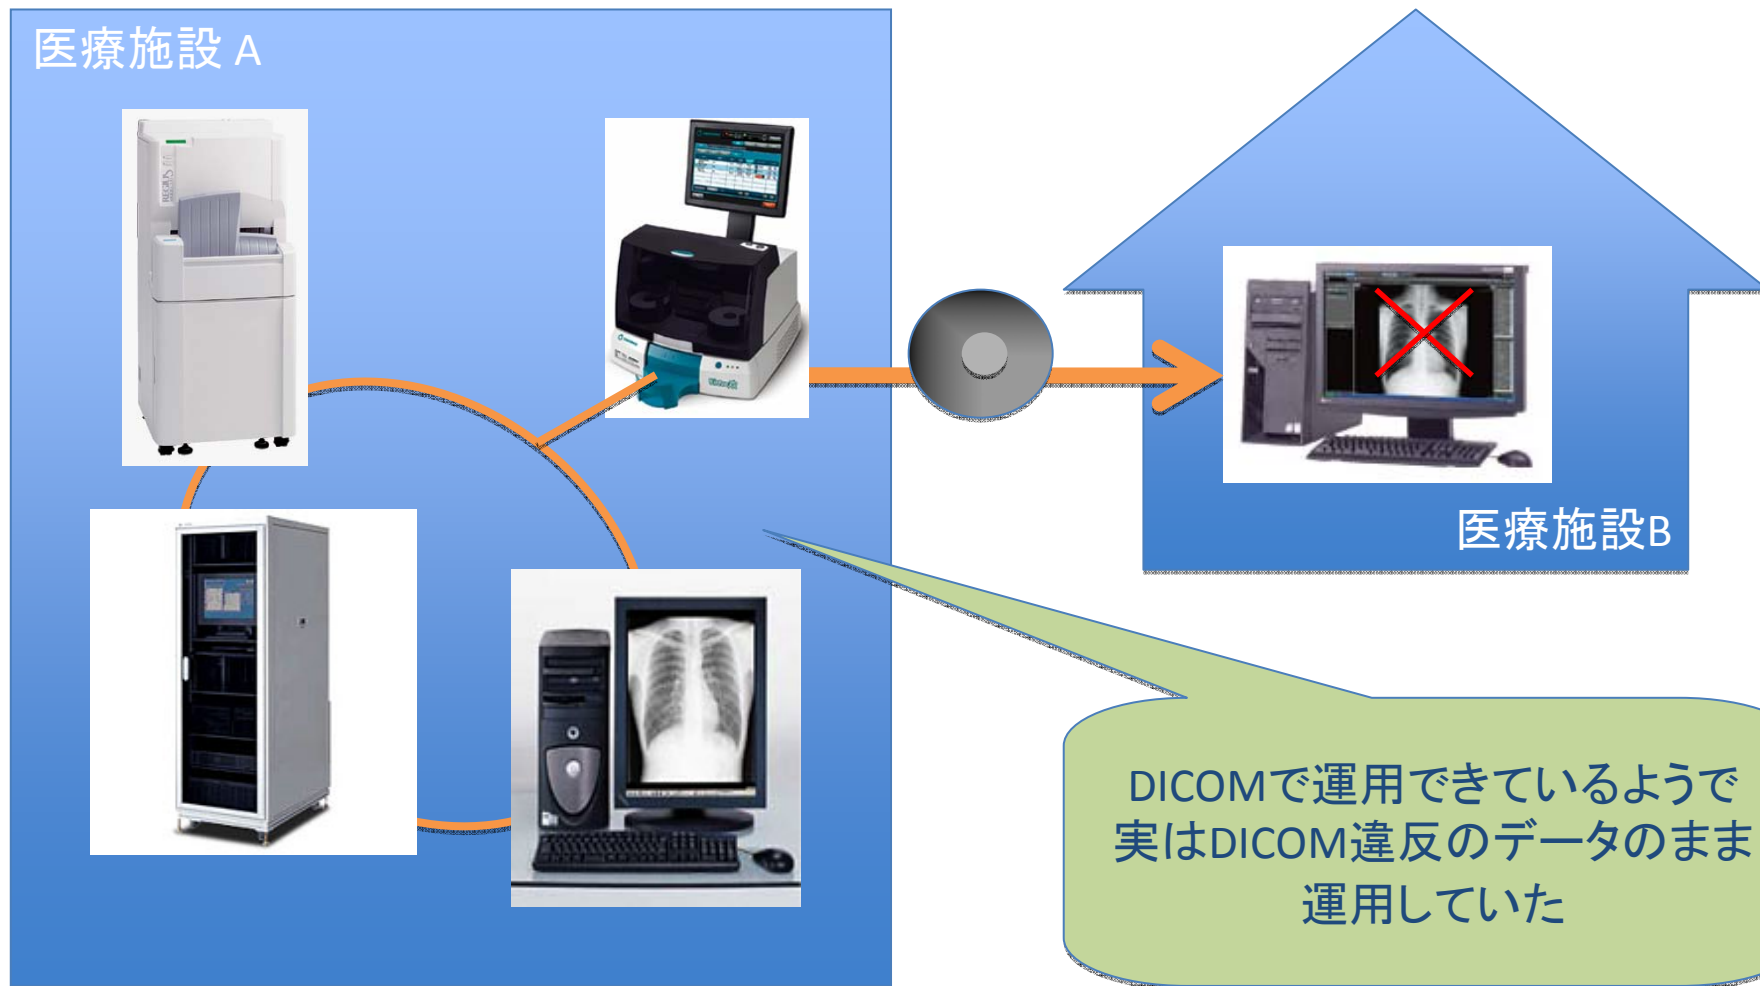 医療施設 A
REGIUS
医療施設B
DICOMで運用できているようで
実はDICOM違反のデータのまま
運用していた